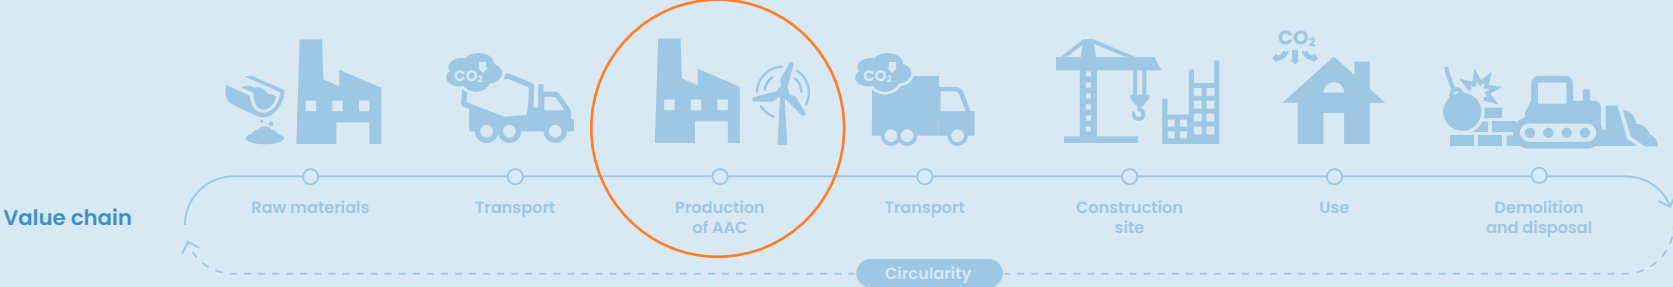 CO₂
CO₂
CO₂
Value chain
Raw materials
Transport
Production
of AAC
Transport
Construction
site
Use
Demolition
and disposal
Circularity